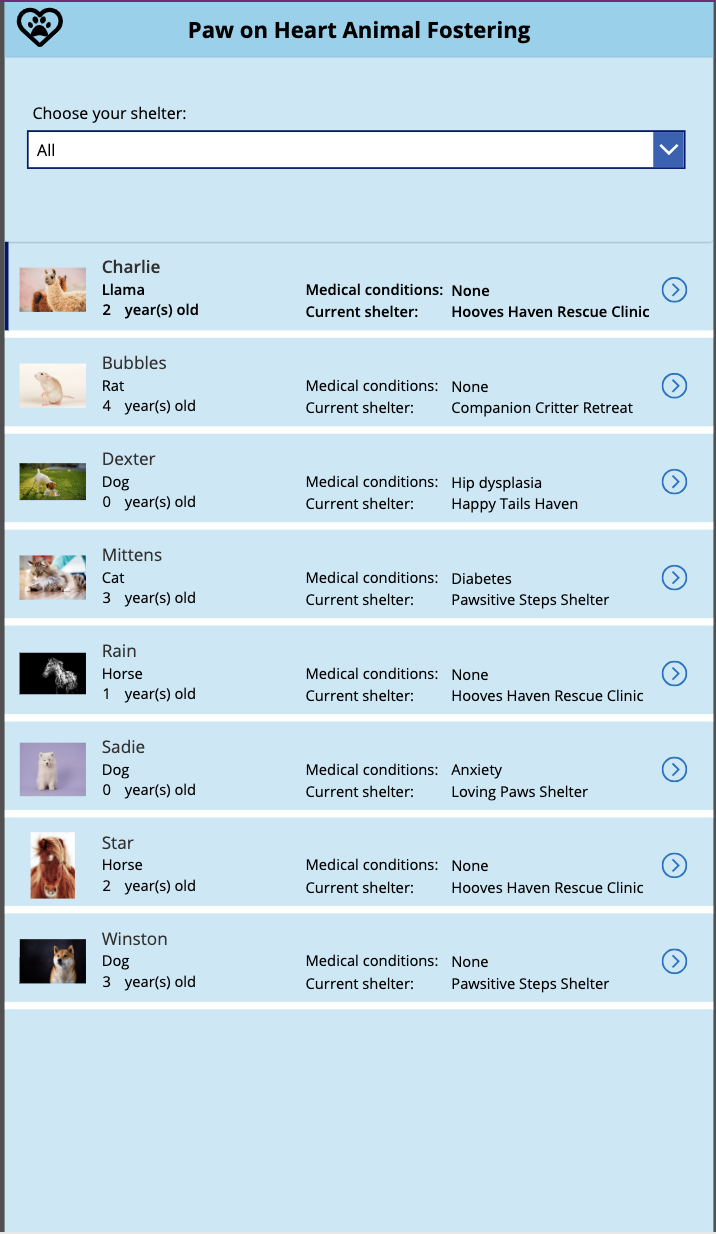 Paw on Heart Animal Fostering
Choose your shelter:
All
Charlie
Llama
2 year(s) old
Medical conditions: None
Current shelter: Hooves Haven Rescue Clinic
Bubbles
Rat
4 year(s) old
Medical conditions: None
Current shelter: Companion Critter Retreat
Dexter
Dog
0 year(s) old
Medical conditions: Hip dysplasia
Current shelter: Happy Tails Haven
Mittens
Cat
3 year(s) old
Medical conditions: Diabetes
Current shelter: Pawsitive Steps Shelter
Rain
Horse
1 year(s) old
Medical conditions: None
Current shelter: Hooves Haven Rescue Clinic
Sadie
Dog
0 year(s) old
Medical conditions: Anxiety
Current shelter: Loving Paws Shelter
Star
Horse
2 year(s) old
Medical conditions: None
Current shelter: Hooves Haven Rescue Clinic
Winston
Dog
3 year(s) old
Medical conditions: None
Current shelter: Pawsitive Steps Shelter